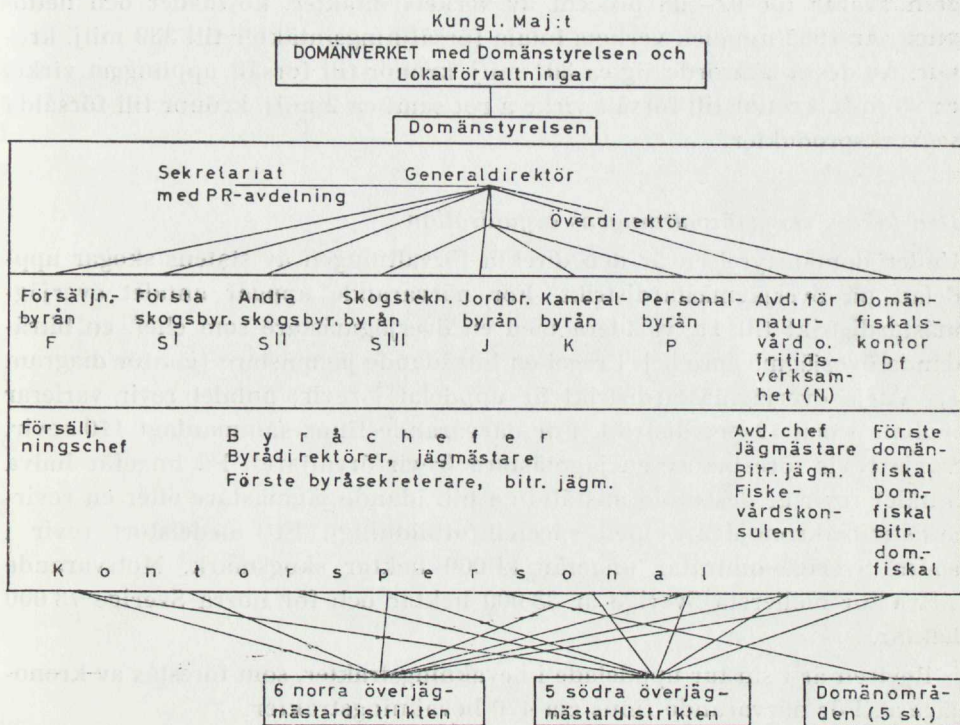 Kungl. Maj:t
DOMÄNVERKET med Domänstyrelsen
Lokalförvaltningar
Domänstyrelsen
Sekretariat
med PR-avdelning
Generaldirektör
Överdirektör
Försäljn.-
byrån
F
Första
skogsbyr.
S I
Andra
skogsbyr.
S II
Skogstekn.
byrån
S III
Jordbr.
byrån
J
Kameral-
byrån
K
Personal-
byrån
P
Avd. för
natur-
vård o.
fritids-
verksam-
het (N)
Domän-
fiskals-
kontor
Df
Försälj-
ningschef
Byråchefer
Byrådirektörer, jägmästare
Förste byråsekreterare, bitr. jägm.
Avd. chef
Jägmästare
Bitr. jägm.
Fiske-
vårdskon-
sulent
Förste
domän-
fiskal
Dom.-
fiskal
Bitr.
dom.-
fiskal
Kontorspersonal
6 norra överjäg-
mästardistrikten
5 södra överjäg-
mästardistrikten
Domänområ-
den (5 st.)